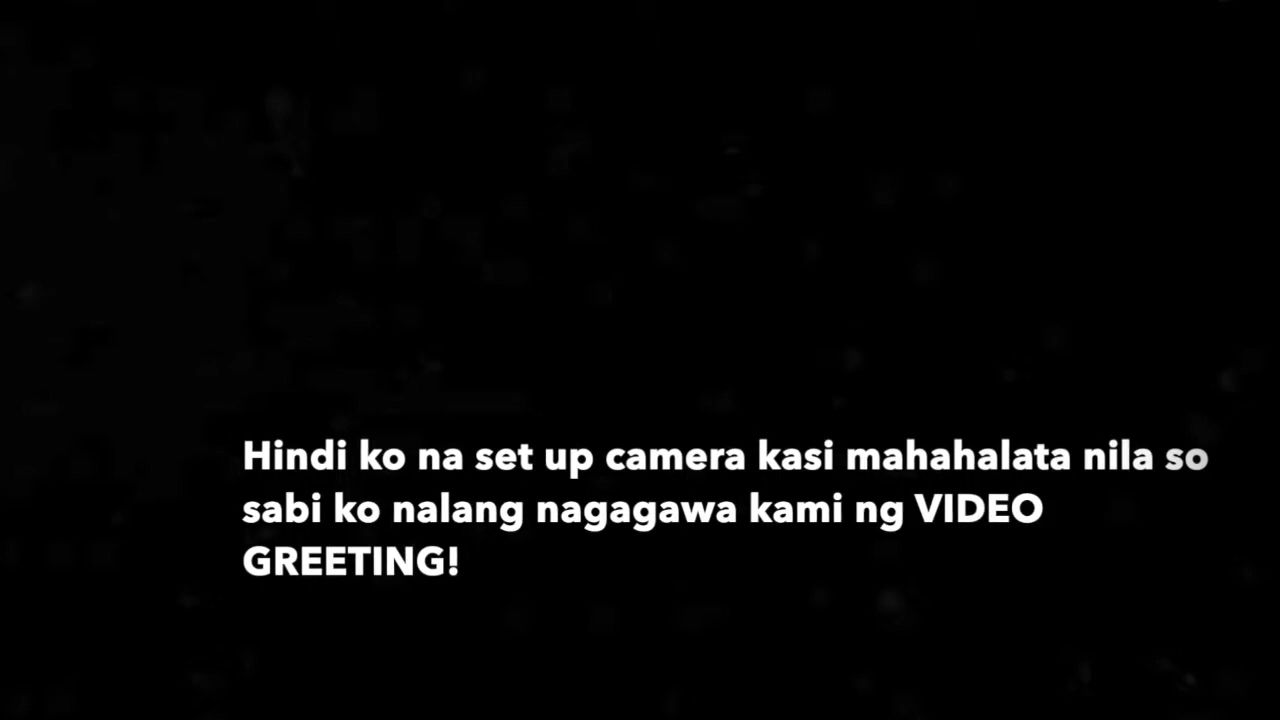 Hindi ko na set up camera kasi mahahalata nila so
sabi ko nalang nagagawa kami ng VIDEO
GREETING!